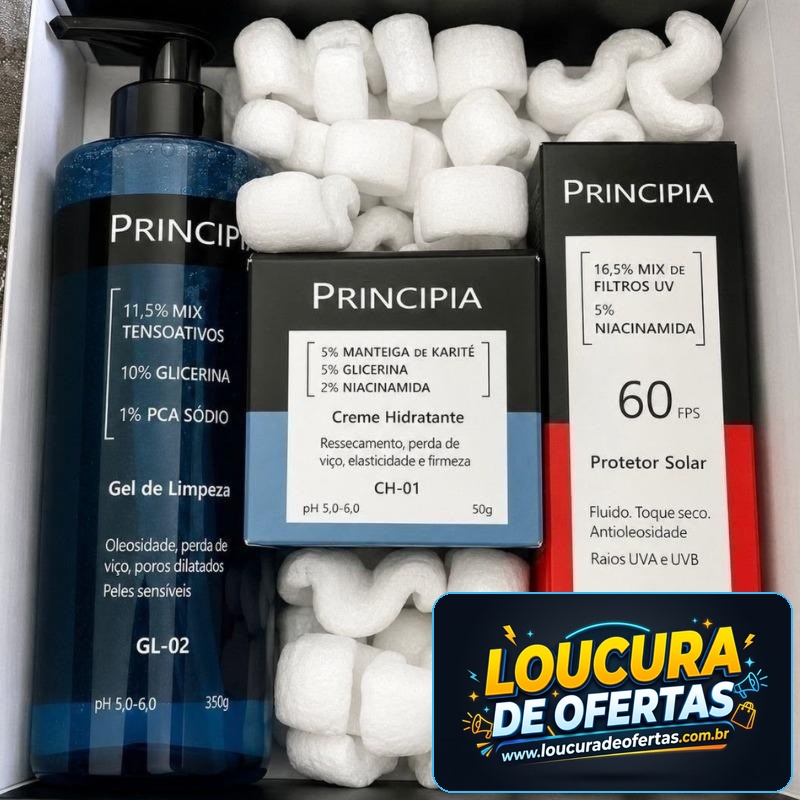 PRINCIPIA
11,5% MIX
TENSOATIVOS
10% GLICERINA
1% PCA SÓDIO
Gel de Limpeza
Oleosidade, perda de
viço, poros dilatados
Peles sensíveis
GL-02
pH 5,0-6,0 350g
PRINCIPIA
5% MANTEIGA DE KARITÉ
5% GLICERINA
2% NIACINAMIDA
Creme Hidratante
Ressecamento, perda de
viço, elasticidade e firmeza
CH-01
pH 5,0-6,0 50g
PRINCIPIA
16,5% MIX DE
FILTROS UV
5%
NIACINAMIDA
60 FPS
Protetor Solar
Fluido. Toque seco.
Antioleosidade
Raios UVA e UVB
LOUCURA
DE OFERTAS
www.loucuradeofertas.com.br